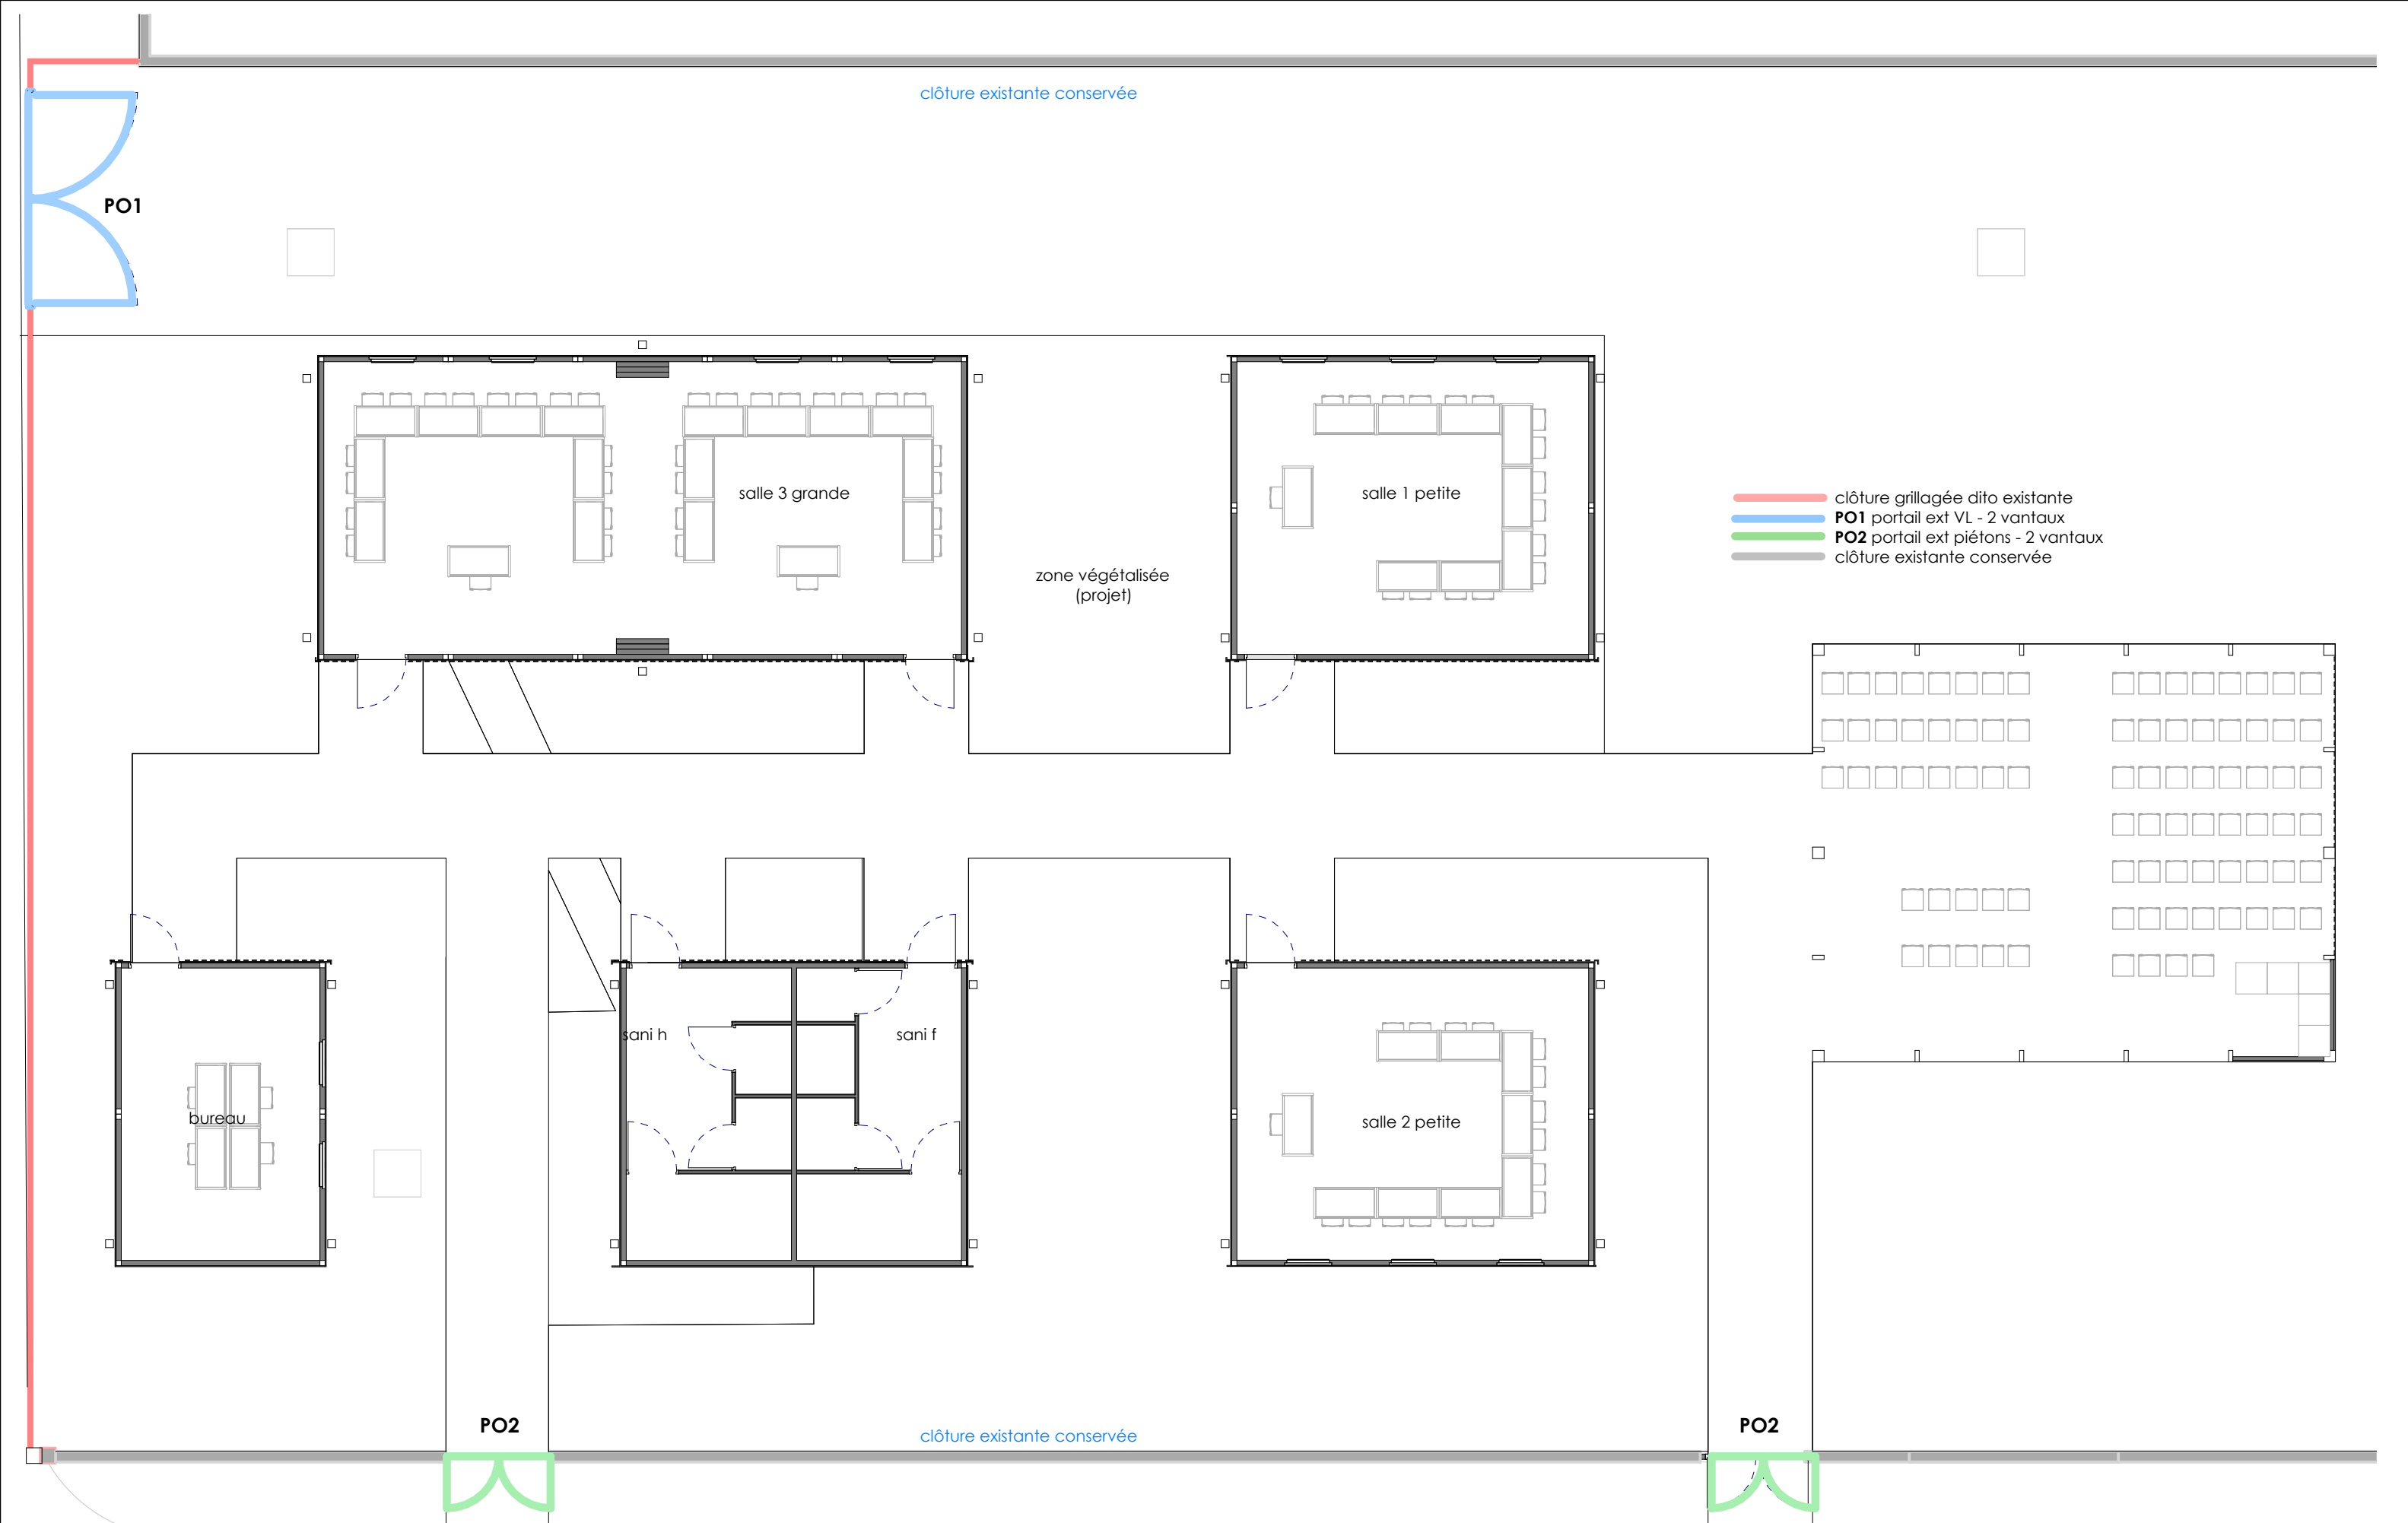 clôture existante conservée
PO1
salle 3 grande
salle 1 petite
clôture grillagée dito existante
PO1 portail ext VL - 2 vantaux
PO2 portail ext piétons - 2 vantaux
clôture existante conservée
zone végétalisée
(projet)
sani h
sani f
bureau
salle 2 petite
PO2
clôture existante conservée
PO2